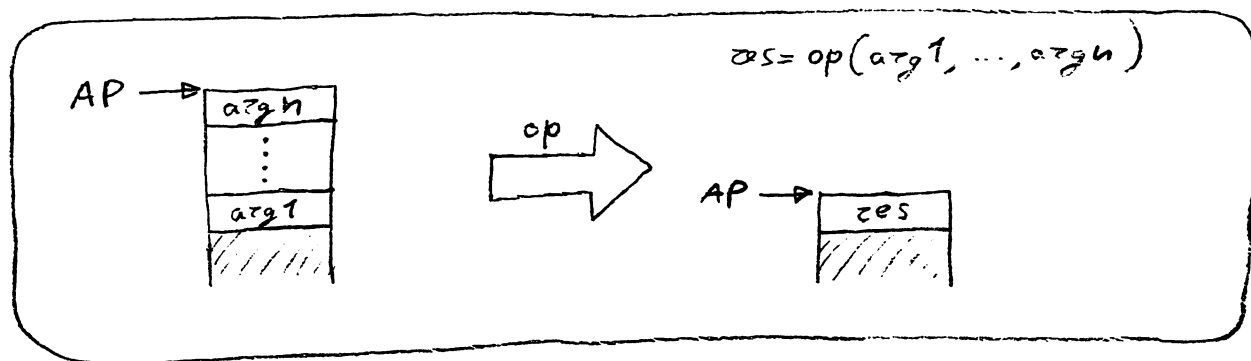 res= op(arg1, ..., argn)
AP
argn
op
arg1
AP
res